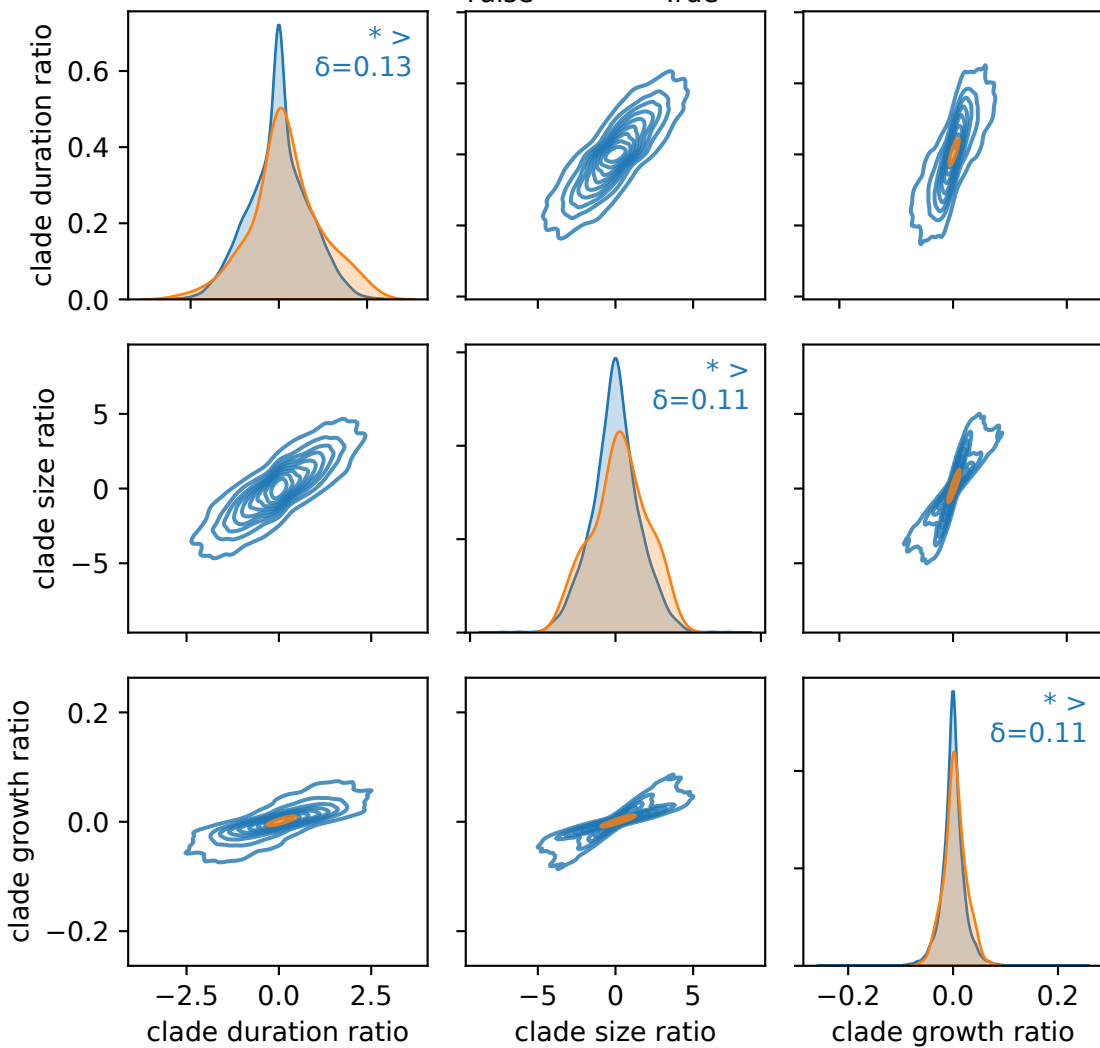 clade duration ratio
0.6
0.4
0.2
0.0
* >
δ=0.13
clade size ratio
5
0
−5
* >
δ=0.11
clade growth ratio
0.2
0.0
−0.2
* >
δ=0.11
−2.5 0.0 2.5
−5 0 5
−0.2 0.0 0.2
clade duration ratio
clade size ratio
clade growth ratio